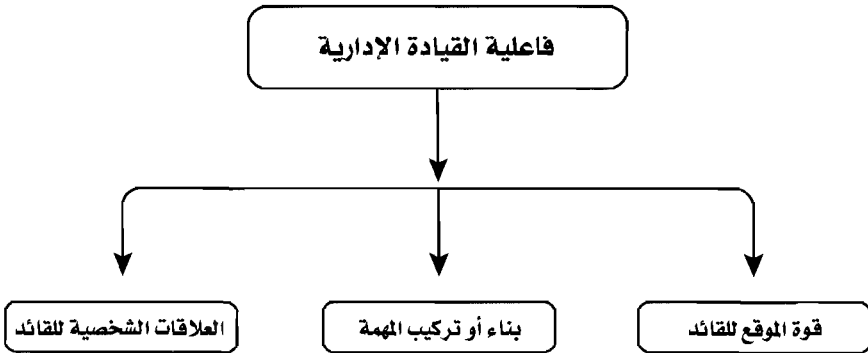 فاعلية القيادة الإدارية
قوة الموقع للقائد
بناء أو تركيب المهمة
العلاقات الشخصية للقائد